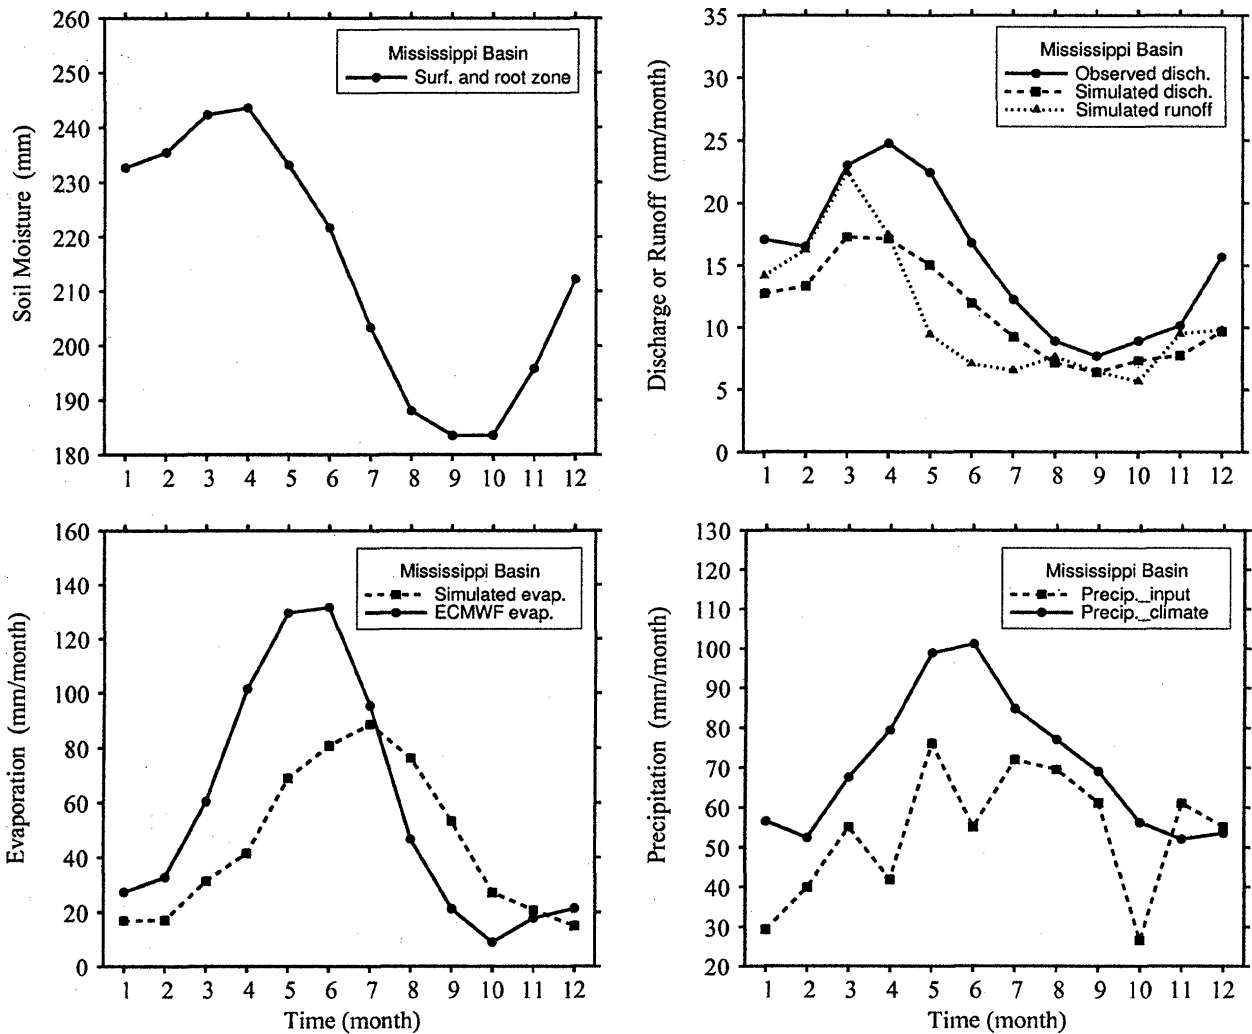 260
250
240
230
220
210
200
190
180
Soil Moisture (mm)
Mississippi Basin
Surf. and root zone
1 2 3 4 5 6 7 8 9 10 11 12
35
30
25
20
15
10
5
0
Discharge or Runoff (mm/month)
Mississippi Basin
Observed disch.
Simulated disch.
Simulated runoff
1 2 3 4 5 6 7 8 9 10 11 12
160
140
120
100
80
60
40
20
0
Evaporation (mm/month)
Mississippi Basin
Simulated evap.
ECMWF evap.
1 2 3 4 5 6 7 8 9 10 11 12
Time (month)
130
120
110
100
90
80
70
60
50
40
30
20
Precipitation (mm/month)
Mississippi Basin
Precip._input
Precip._climate
1 2 3 4 5 6 7 8 9 10 11 12
Time (month)